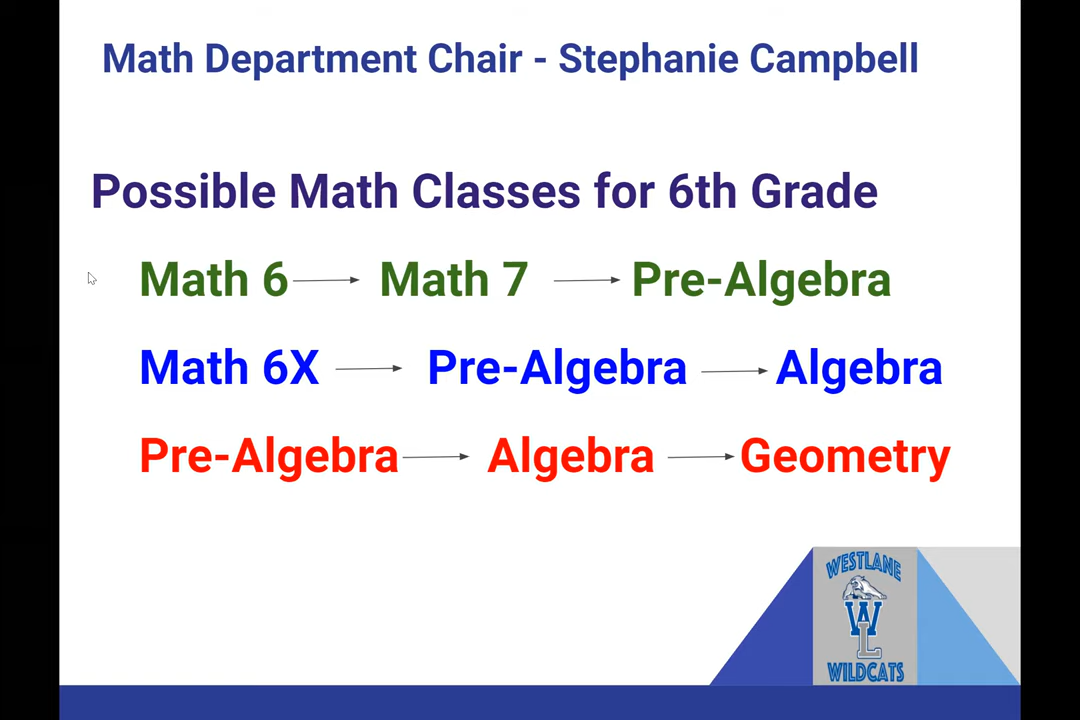 Math Department Chair - Stephanie Campbell
Possible Math Classes for 6th Grade
Math 6 → Math 7 → Pre-Algebra
Math 6X → Pre-Algebra → Algebra
Pre-Algebra → Algebra → Geometry
WESTLANE
WL
WILDCATS